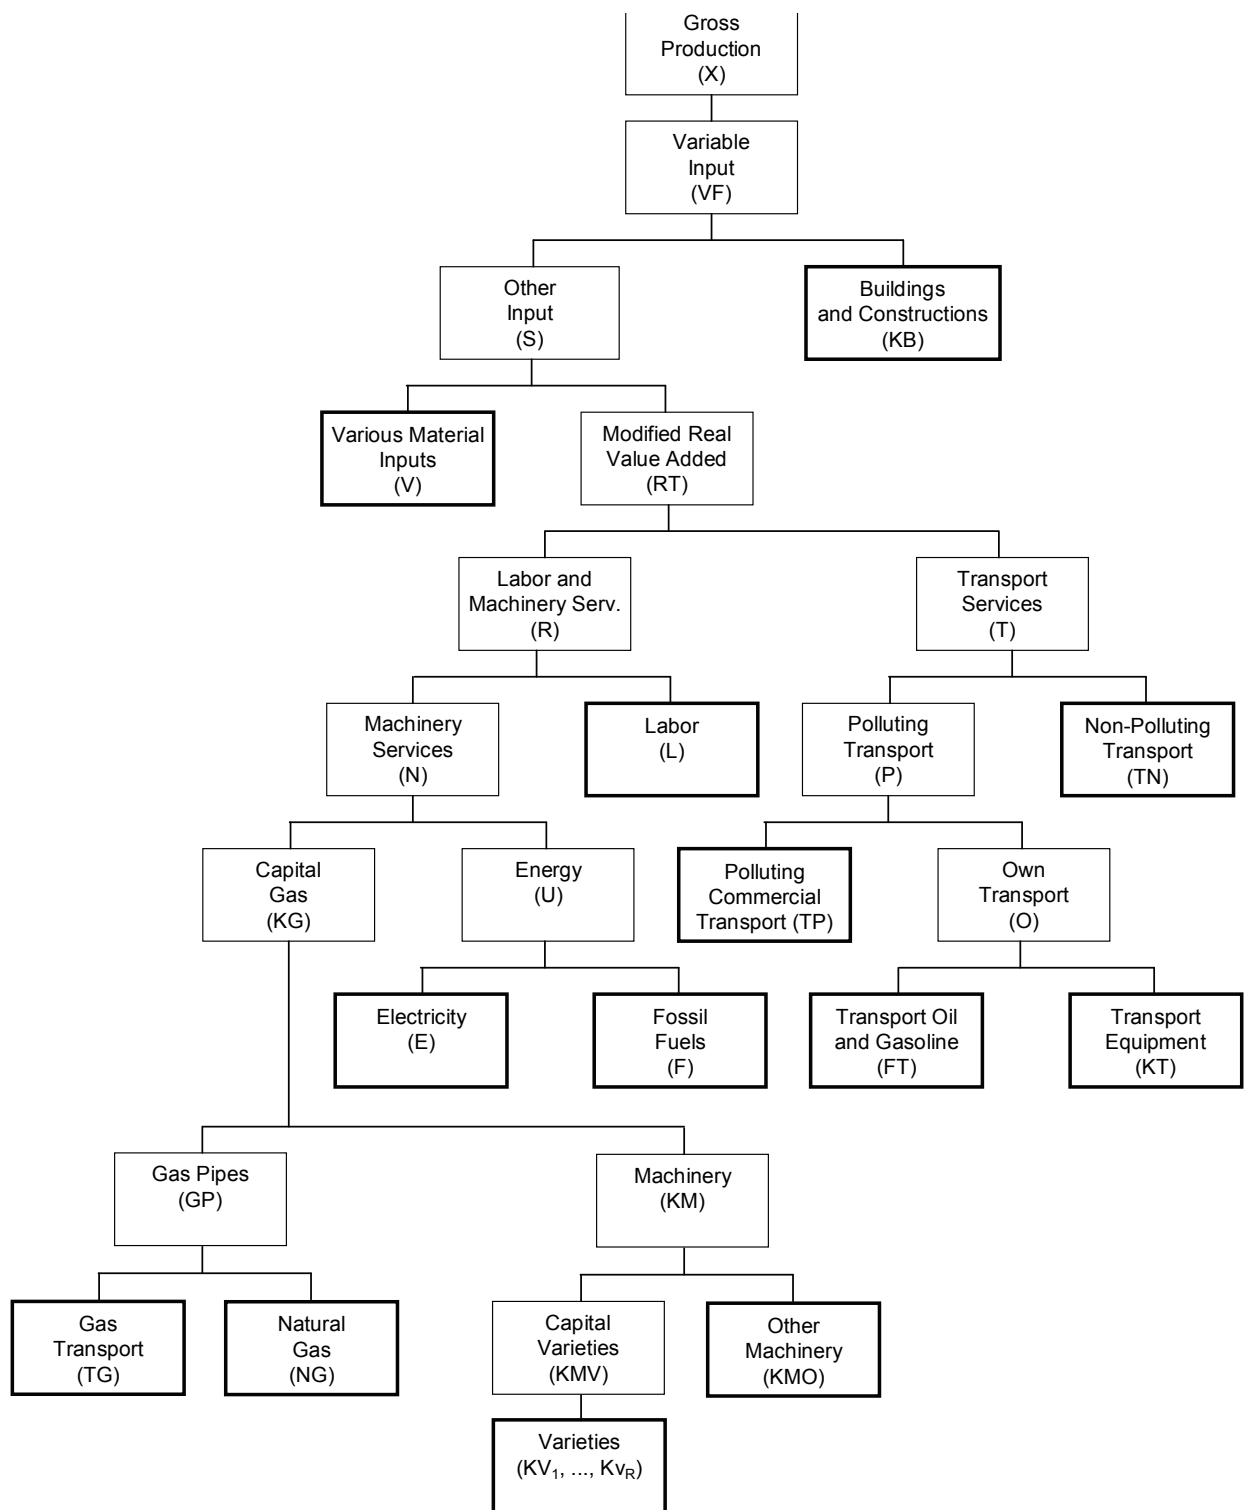 Gross
Production
(X)
Variable
Input
(VF)
Other
Input
(S)
Buildings
and Constructions
(KB)
Various Material
Inputs
(V)
Modified Real
Value Added
(RT)
Labor and
Machinery Serv.
(R)
Transport
Services
(T)
Machinery
Services
(N)
Labor
(L)
Polluting
Transport
(P)
Non-Polluting
Transport
(TN)
Capital
Gas
(KG)
Energy
(U)
Polluting
Commercial
Transport (TP)
Own
Transport
(O)
Electricity
(E)
Fossil
Fuels
(F)
Transport Oil
and Gasoline
(FT)
Transport
Equipment
(KT)
Gas Pipes
(GP)
Machinery
(KM)
Gas
Transport
(TG)
Natural
Gas
(NG)
Capital
Varieties
(KMV)
Other
Machinery
(KMO)
Varieties
(KV₁, ..., Kv_R)